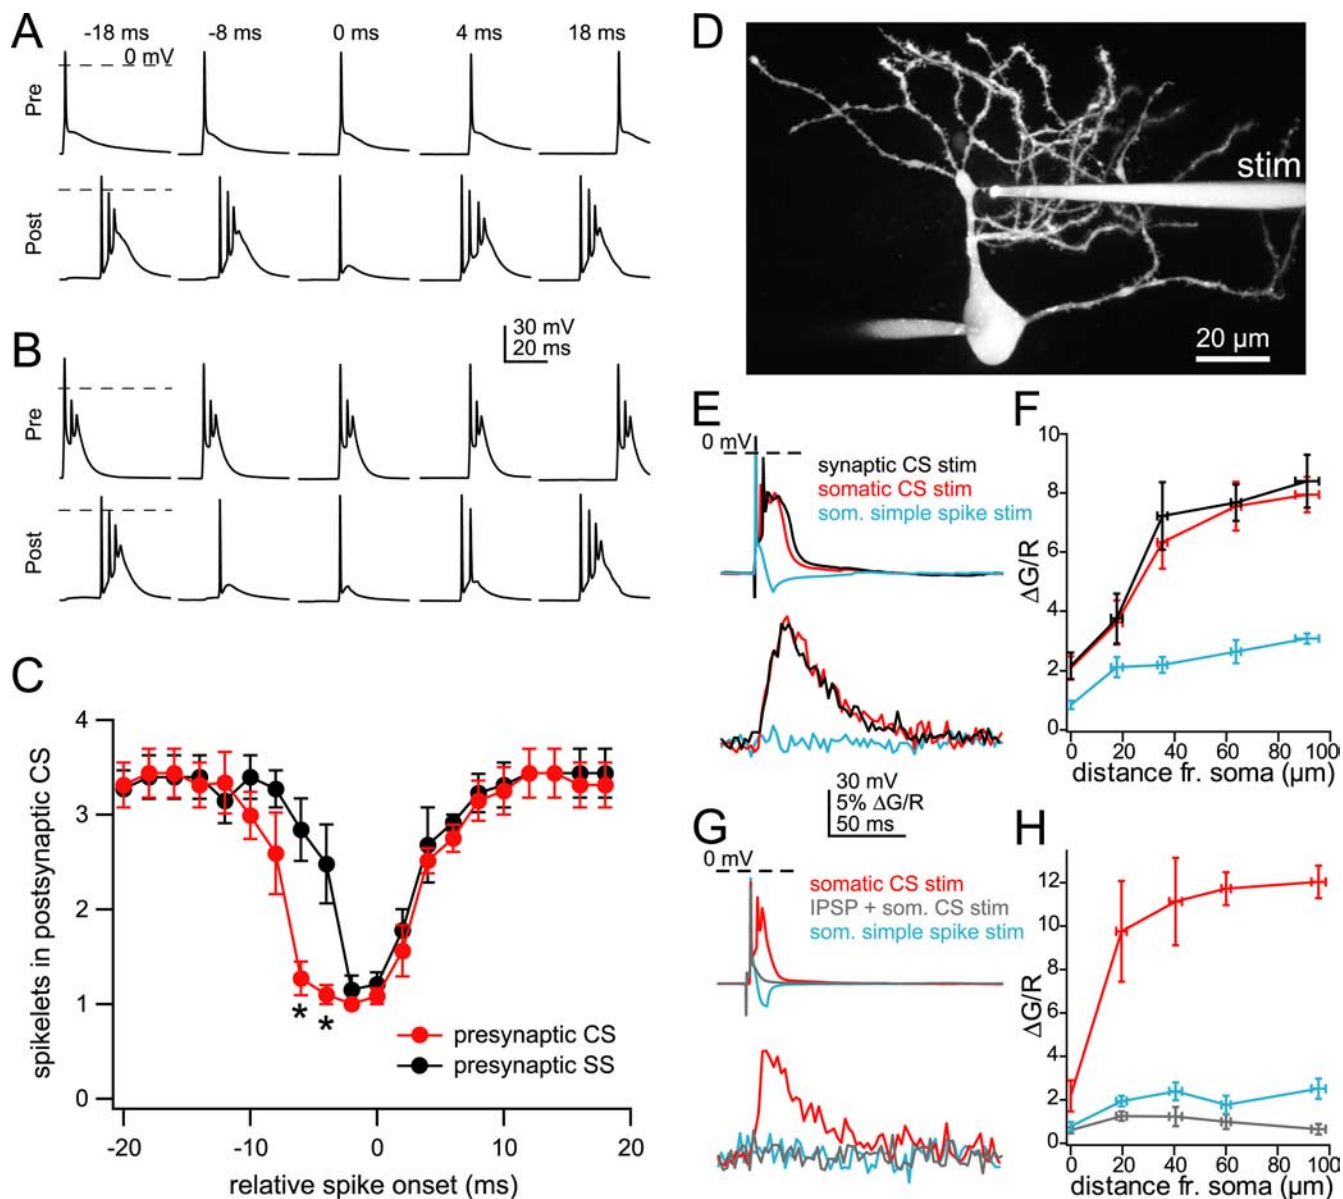 A
-18 ms
-8 ms
0 ms
4 ms
18 ms
0 mV
Pre
Post
B
30 mV
20 ms
Pre
Post
C
4
3
2
1
0
spikelets in postsynaptic CS
* *
presynaptic CS
presynaptic SS
-20
-10
0
10
20
relative spike onset (ms)
D
stim
20 µm
E
0 mV
synaptic CS stim
somatic CS stim
som. simple spike stim
30 mV
5% ΔG/R
50 ms
F
10
8
6
4
2
0
ΔG/R
0
20
40
60
80
100
distance fr. soma (µm)
G
0 mV
somatic CS stim
IPSP + som. CS stim
som. simple spike stim
H
12
8
4
2
0
ΔG/R
0
20
40
60
80
100
distance fr. soma (µm)